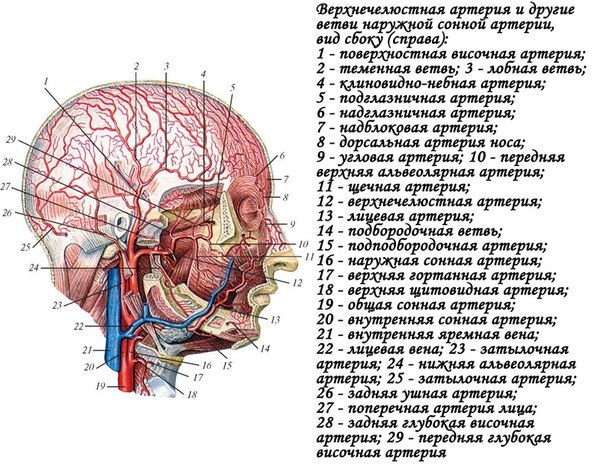 Верхнечелюстная артерия и другие
ветви наружной сонной артерии,
вид сбоку (справа):
1 - поверхностная височная артерия;
2 - теменная ветвь; 3 - лобная ветвь;
4 - клиновидно-небная артерия;
5 - подглазничная артерия;
6 - надглазничная артерия;
7 - надблоковая артерия;
8 - дорсальная артерия носа;
9 - угловая артерия; 10 - передняя
верхняя альвеолярная артерия;
11 - щечная артерия;
12 - верхнечелюстная артерия;
13 - лицевая артерия;
14 - подбородочная ветвь;
15 - подподбородочная артерия;
16 - наружная сонная артерия;
17 - верхняя гортанная артерия;
18 - верхняя щитовидная артерия;
19 - общая сонная артерия;
20 - внутренняя сонная артерия;
21 - внутренняя яремная вена;
22 - лицевая вена; 23 - затылочная
артерия; 24 - нижняя альвеолярная
артерия; 25 - затылочная артерия;
26 - задняя ушная артерия;
27 - поперечная артерия лица;
28 - задняя глубокая височная
артерия; 29 - передняя глубокая
височная артерия
1
2
3
4
5
29
28
27
26
25
24
23
22
21
20
19
6
7
8
9
10
11
12
13
14
15
16
17
18